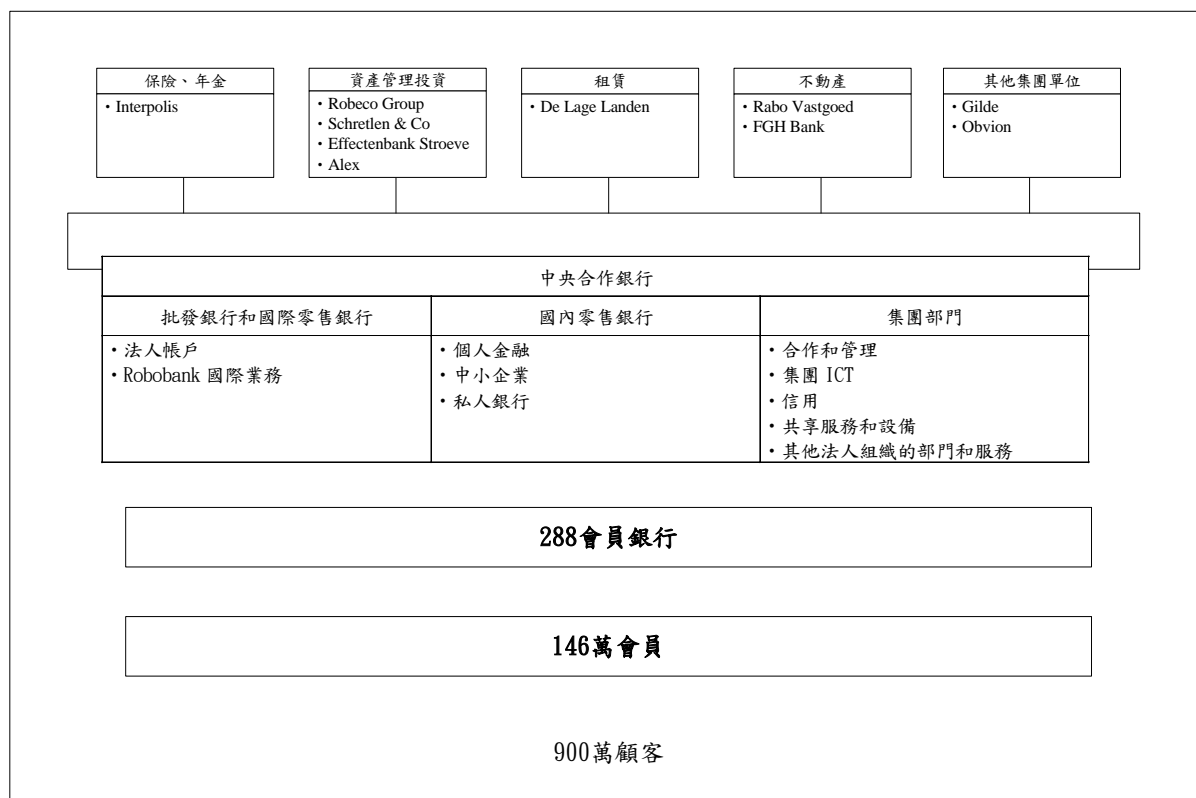 保險、年金
・Interpolis
資產管理投資
・Robeco Group
・Schretlen & Co
・Effectenbank Stroeve
・Alex
租賃
・De Lage Landen
不動產
・Rabo Vastgoed
・FGH Bank
其他集團單位
・Gilde
・Obvion
中央合作銀行
批發銀行和國際零售銀行
・法人帳戶
・Robobank 國際業務
國內零售銀行
・個人金融
・中小企業
・私人銀行
集團部門
・合作和管理
・集團 ICT
・信用
・共享服務和設備
・其他法人組織的部門和服務
288會員銀行
146萬會員
900萬顧客